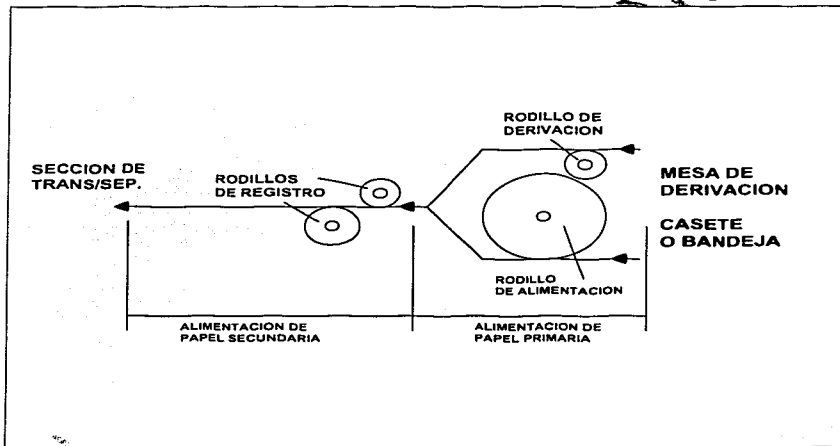 RODILLO DE
DERIVACION
SECCION DE
TRANS/SEP.
RODILLOS
DE REGISTRO
MESA DE
DERIVACION
CASETE
O BANDEJA
RODILLO
DE ALIMENTACION
ALIMENTACION DE
PAPEL SECUNDARIA
ALIMENTACION DE
PAPEL PRIMARIA